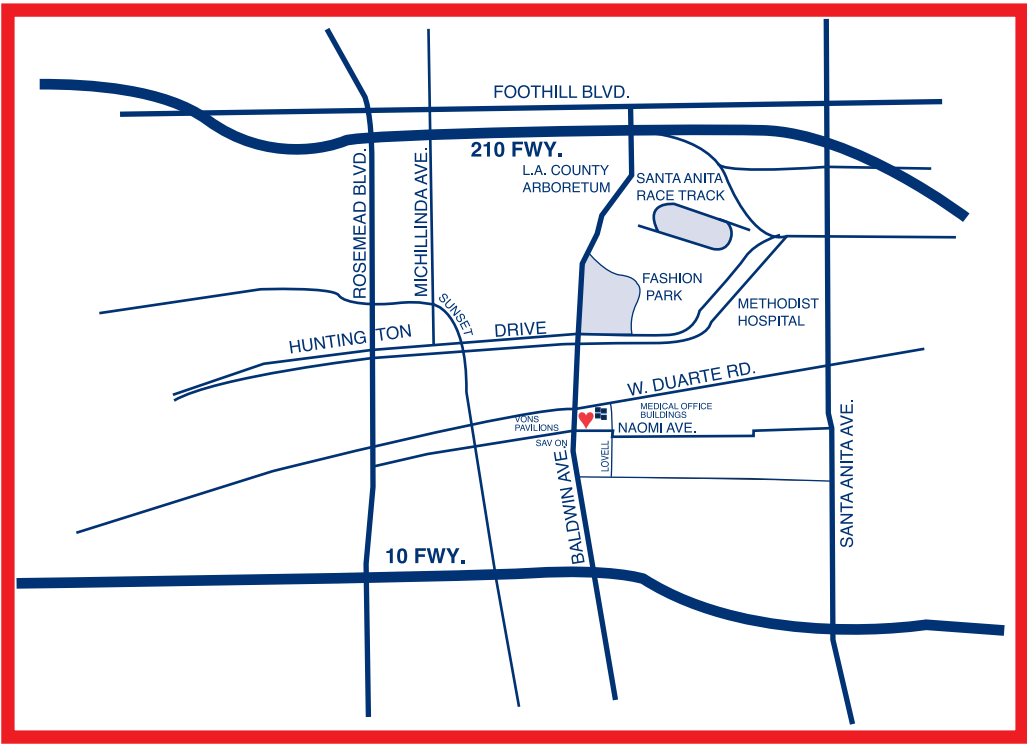 FOOTHILL BLVD.
210 FWY.
L.A. COUNTY
ARBORETUM
SANTA ANITA
RACE TRACK
ROSEMEAD BLVD.
MICHILLINDA AVE.
FASHION
PARK
METHODIST
HOSPITAL
SUNSET
HUNTINGTON DRIVE
W. DUARTE RD.
MEDICAL OFFICE
BUILDINGS
VONS
PAVILIONS
NAOMI AVE.
SAV ON
LOVELL
BALDWIN AVE.
SANTA ANITA AVE.
10 FWY.